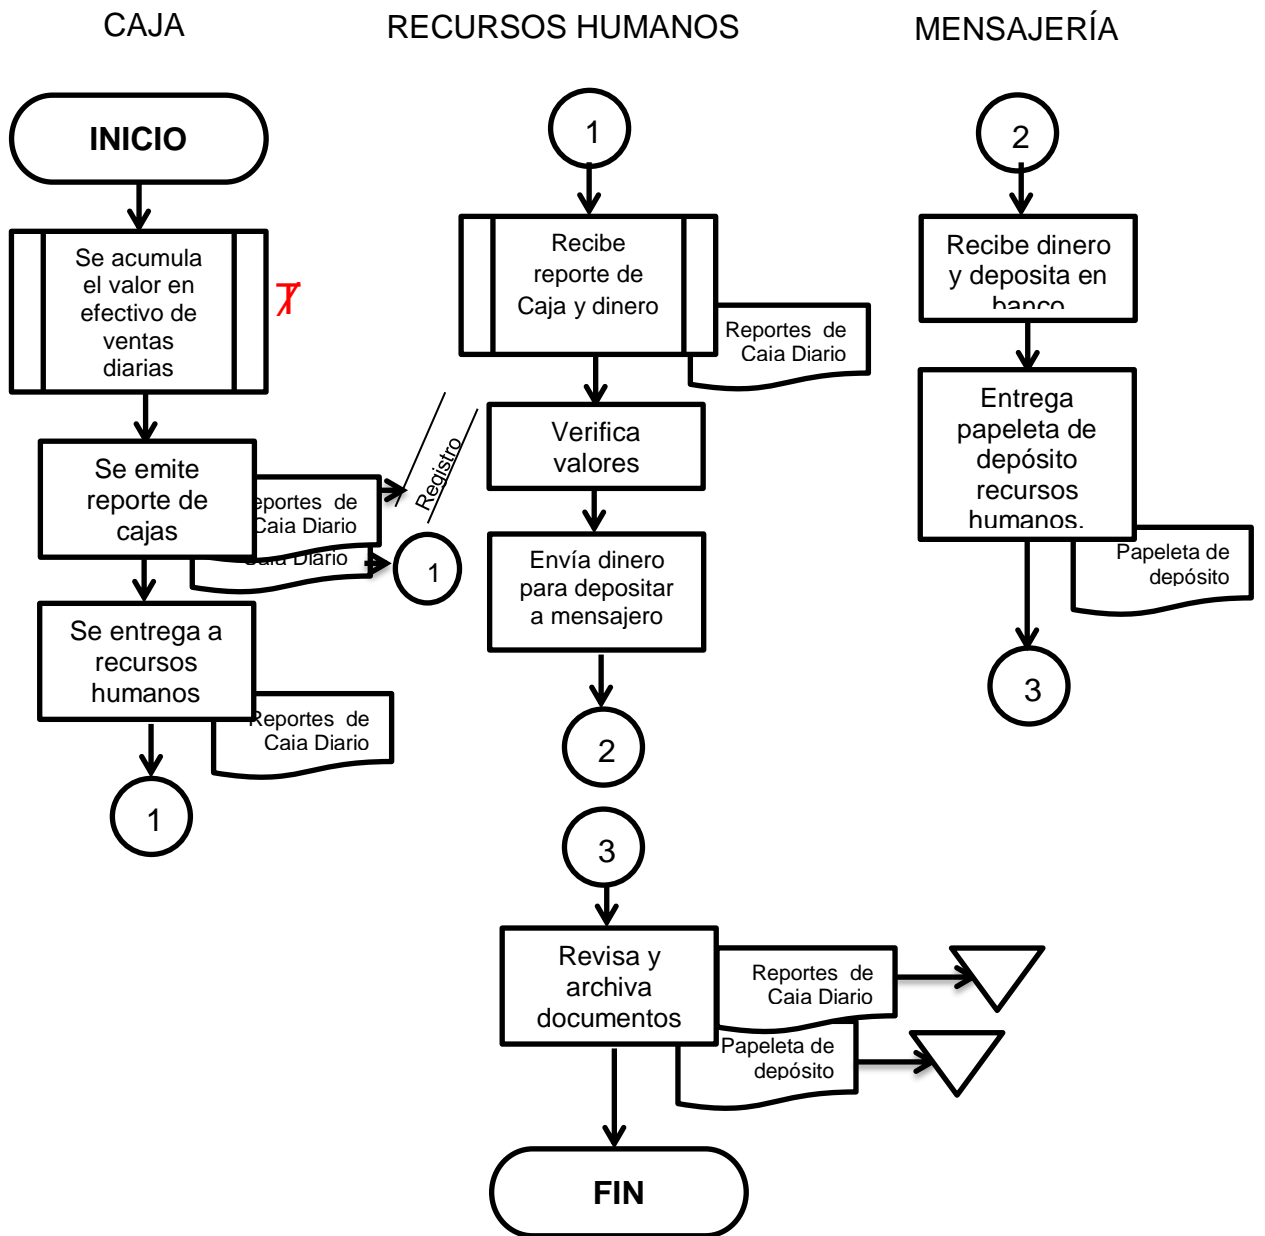 CAJA
RECURSOS HUMANOS
MENSAJERÍA
INICIO
Se acumula
el valor en
efectivo de
ventas
diarias
T
Se emite
reporte de
cajas
eportes de
Caia Diario
Caia Diario
Registro
1
Se entrega a
recursos
humanos
Reportes de
Caia Diario
1
1
Recibe
reporte de
Caja y dinero
Reportes de
Caia Diario
Verifica
valores
Envía dinero
para depositar
a mensajero
2
3
Revisa y
archiva
documentos
Reportes de
Caia Diario
Papeleta de
depósito
FIN
2
Recibe dinero
y deposita en
banco
Entrega
papeleta de
depósito
recursos
humanos.
Papeleta de
depósito
3